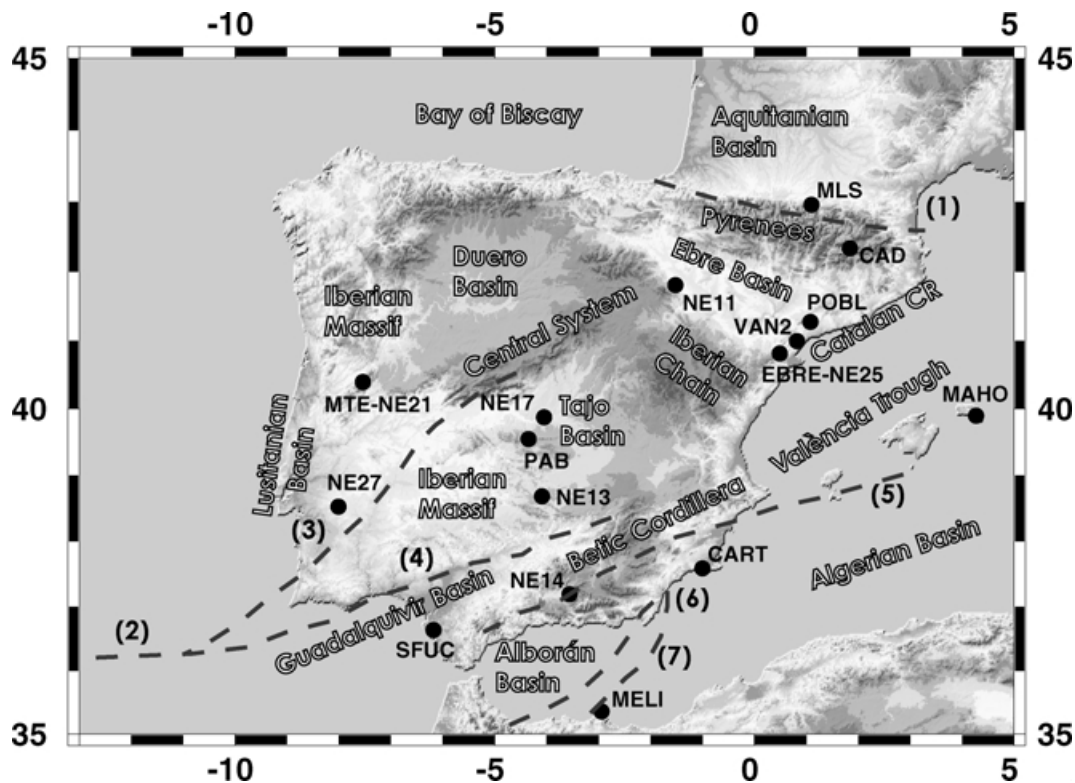 -10 -5 0 5
45 45
Bay of Biscay
Aquitanian
Basin
MLS
(1)
Pyrenees
CAD
Ebre Basin
Duero
Basin
NE11
POBL
Iberian
Massif
VAN2
Catalan CR
Central System
Iberian
Chain
EBRE-NE25
MTE-NE21
NE17
MAHO
40 40
Tajo
Basin
València Trough
PAB
Lusitanian
Basin
NE27
Iberian
Massif
NE13
(5)
(3)
Betic Cordillera
(4)
CART
Algerian Basin
NE14
Guadalquivir Basin
(6)
(2)
SFUC
Alborán
Basin
(7)
MELI
35 35
-10 -5 0 5